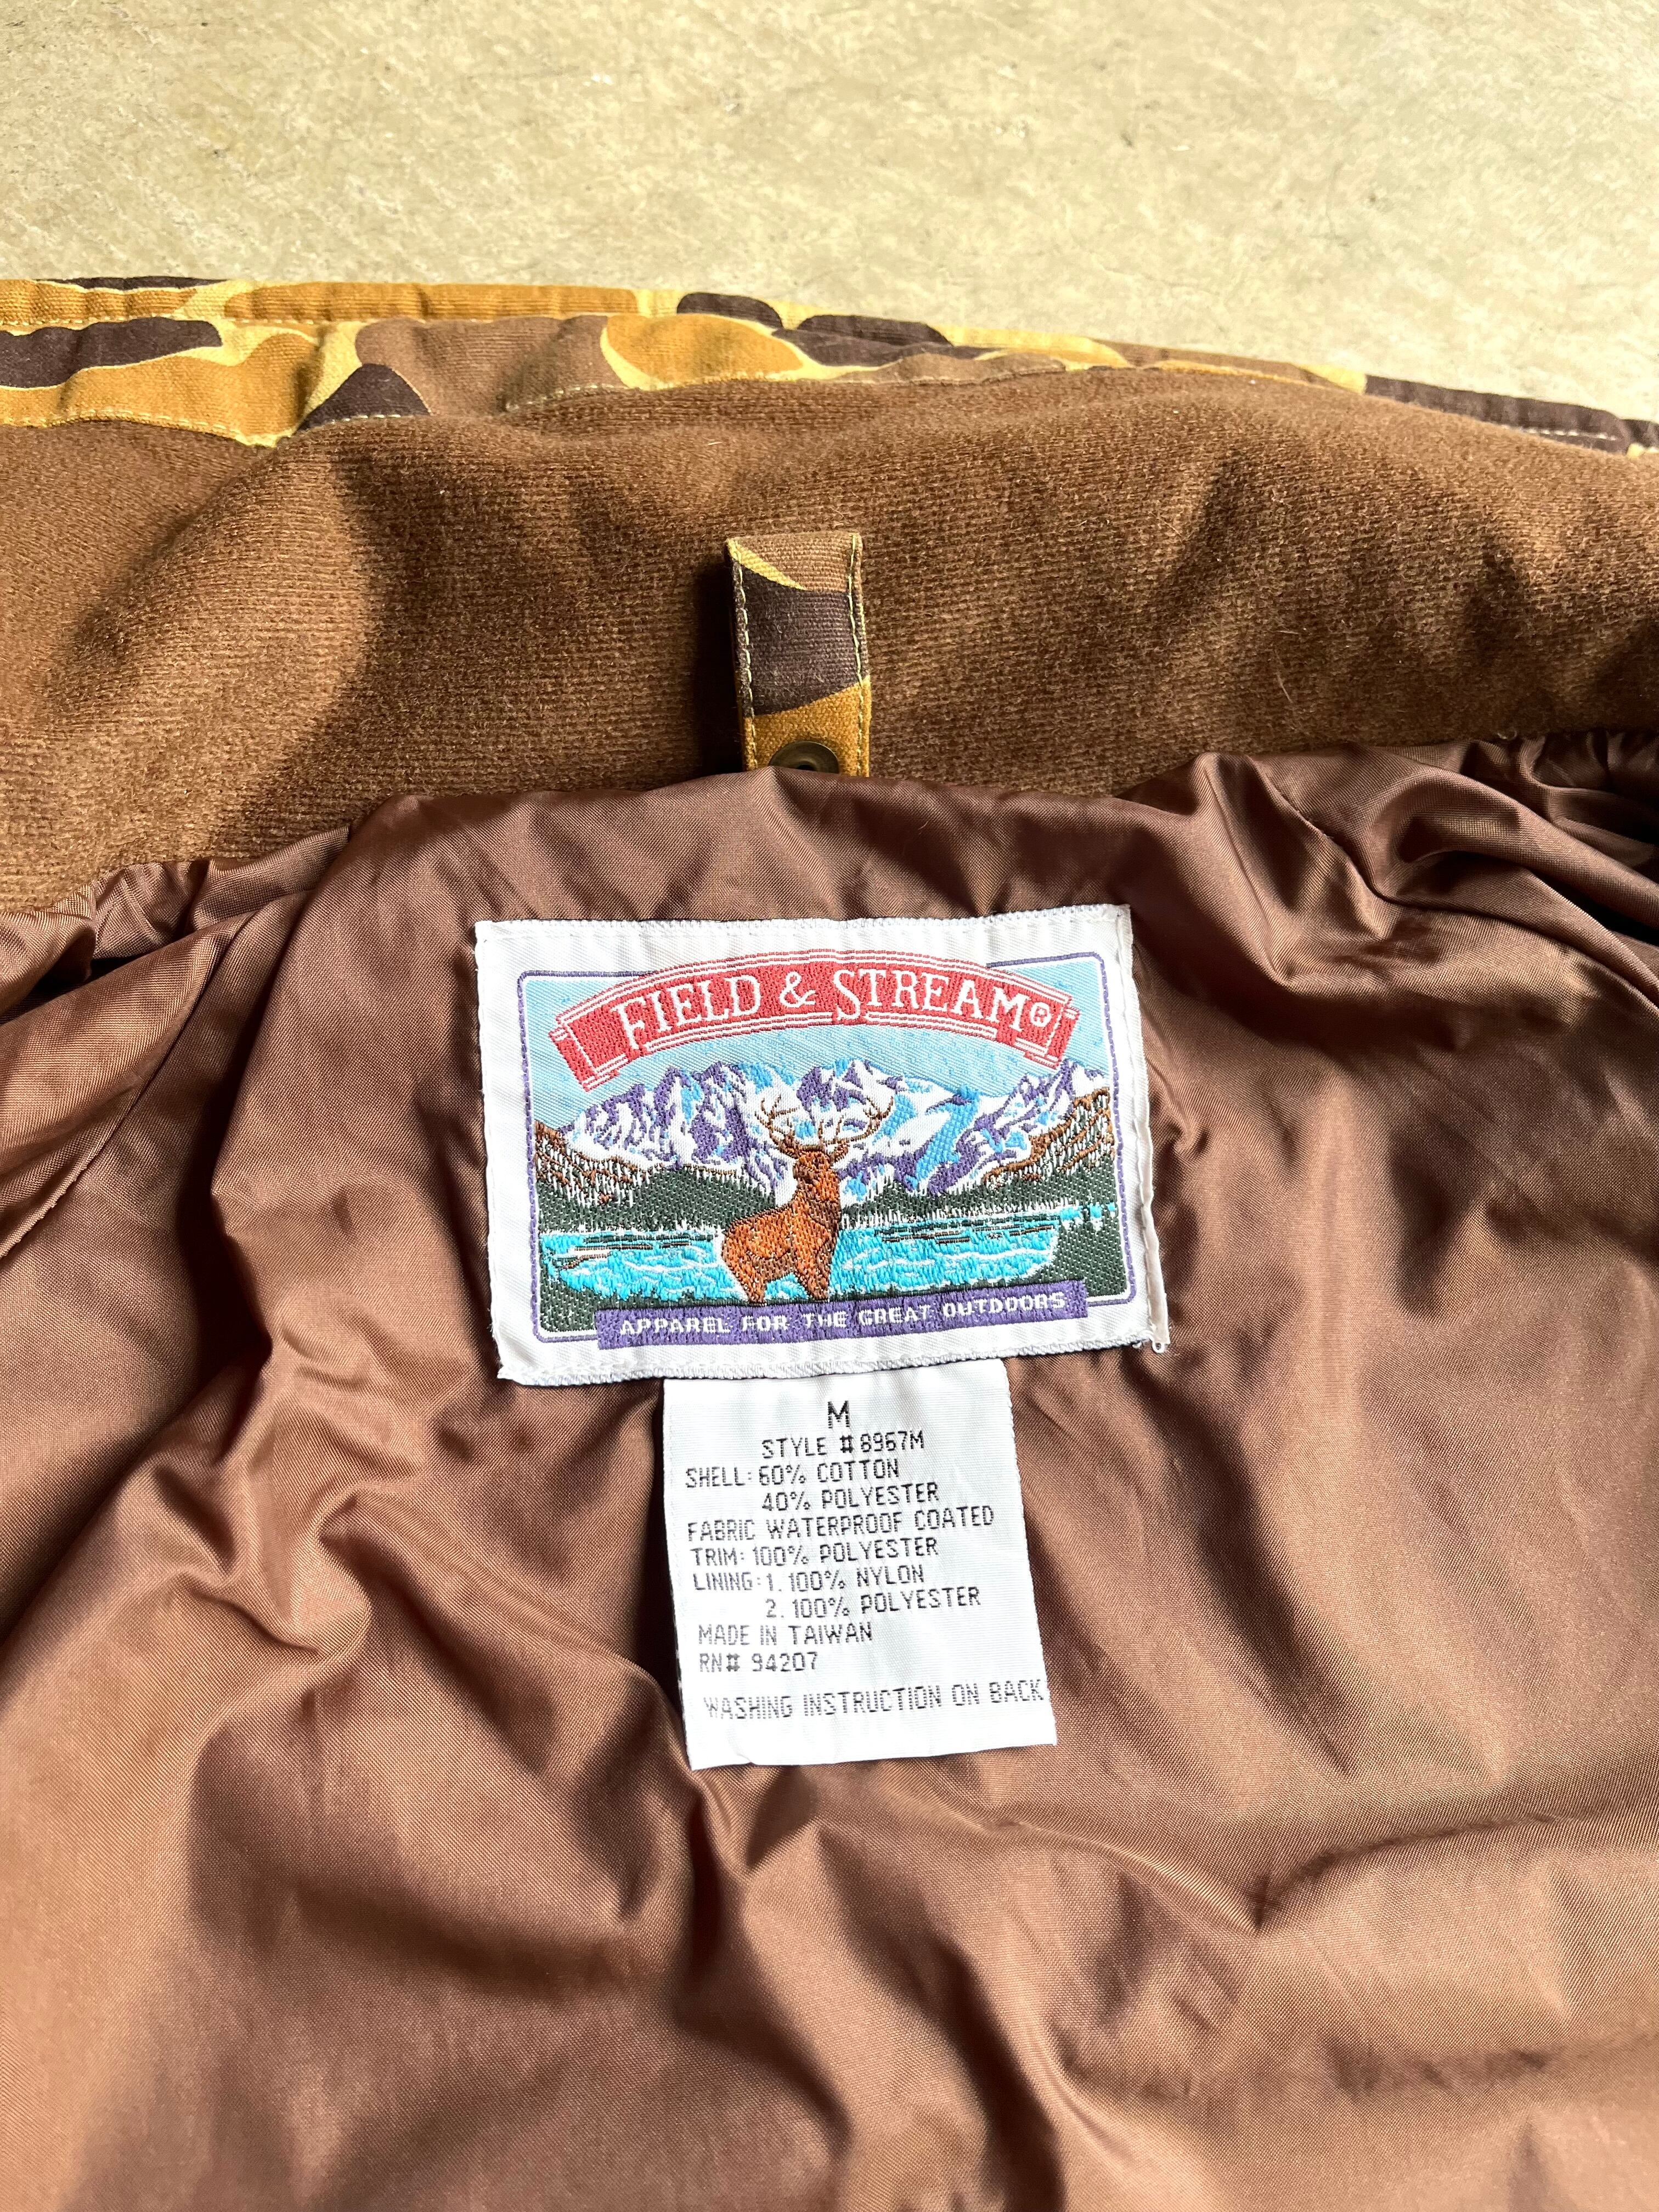 FIELD & STREAM®
APPAREL FOR THE GREAT OUTDOORS
M
STYLE # 8967M
SHELL: 60% COTTON
40% POLYESTER
FABRIC WATERPROOF COATED
TRIM: 100% POLYESTER
LINING: 1. 100% NYLON
2. 100% POLYESTER
MADE IN TAIWAN
RN# 94207
WASHING INSTRUCTION ON BACK